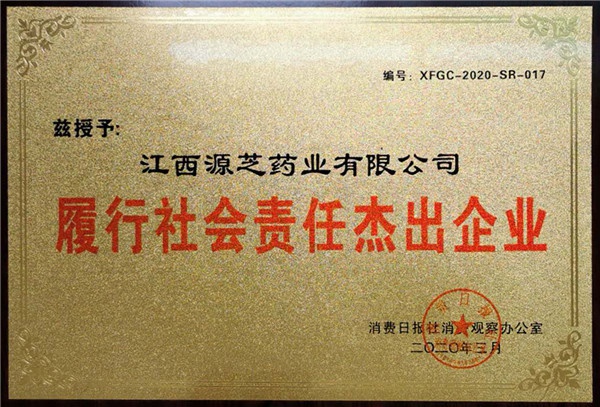 编号：XFGC-2020-SR-017
兹授予:
江西源芝药业有限公司
履行社会责任杰出企业
消费日报社消费观察办公室
二〇二〇年三月